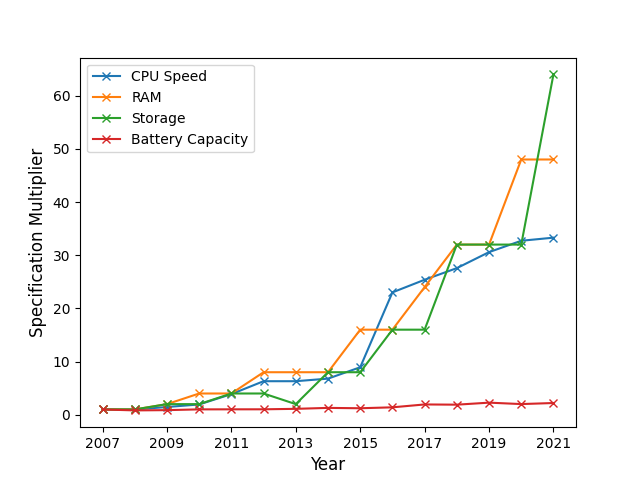 CPU Speed
RAM
Storage
Battery Capacity
Specification Multiplier
60
50
40
30
20
10
0
2007 2009 2011 2013 2015 2017 2019 2021
Year